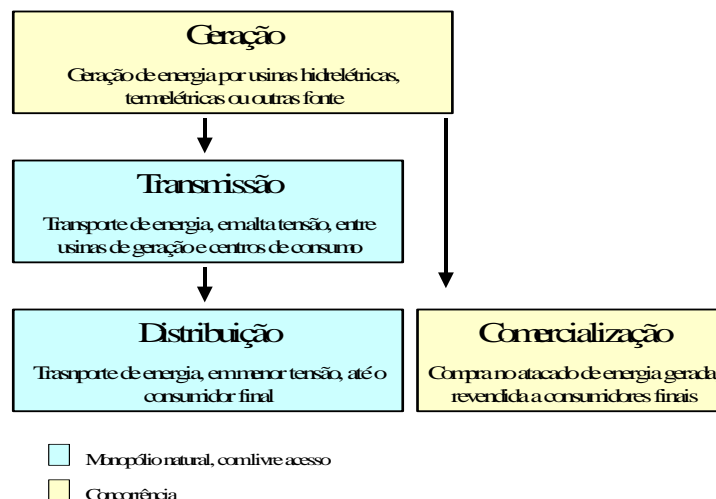 Geração
Geração de energia por usinas hidrelétricas,
termelétricas ou outras fonte
Transmissão
Transporte de energia, em alta tensão, entre
usinas de geração e centros de consumo
Distribuição
Trasnporte de energia, em menor tensão, até o
consumidor final
Comercialização
Compra no atacado de energia gerada
revendida a consumidores finais
Monopólio natural, com livre acesso
Concorrência